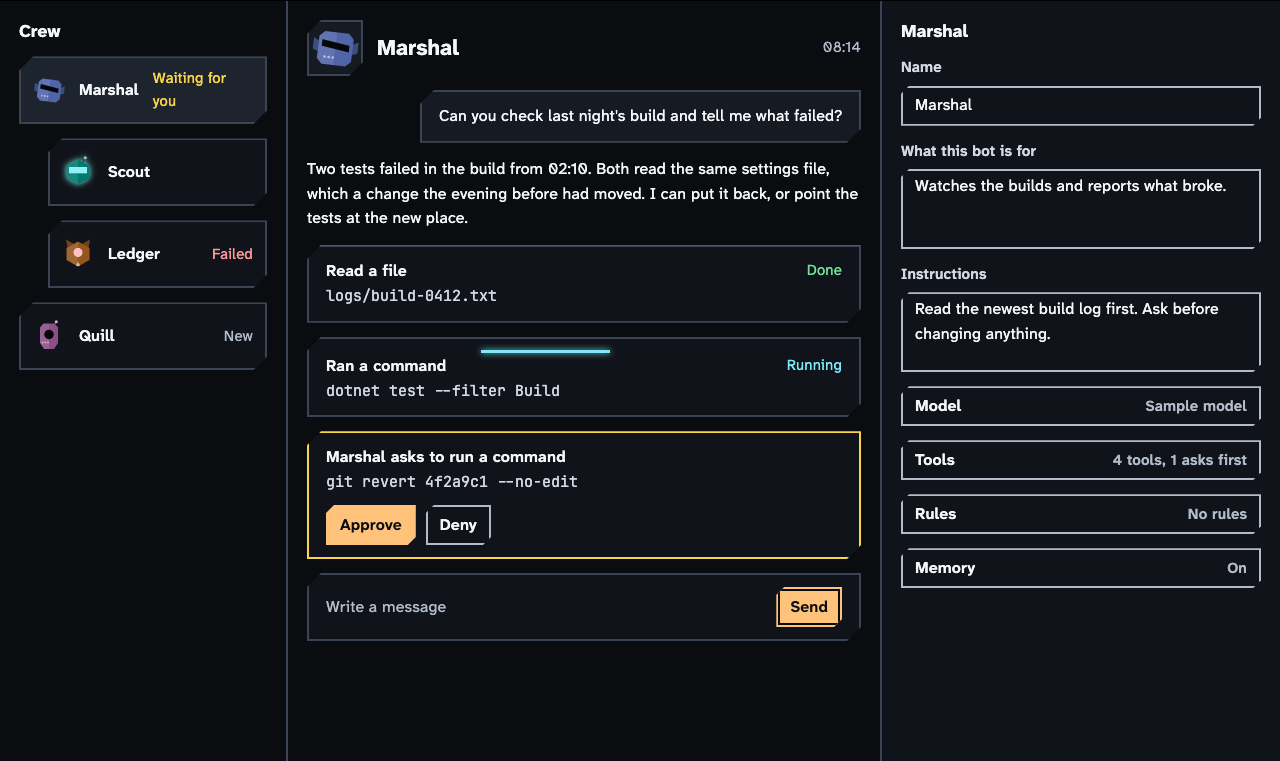 Crew
Marshal
Waiting for
you
Scout
Ledger
Failed
Quill
New
Marshal
08:14
Can you check last night's build and tell me what failed?
Two tests failed in the build from 02:10. Both read the same settings file,
which a change the evening before had moved. I can put it back, or point the
tests at the new place.
Read a file
Done
logs/build-0412.txt
Ran a command
Running
dotnet test --filter Build
Marshal asks to run a command
git revert 4f2a9c1 --no-edit
Approve
Deny
Write a message
Send
Marshal
Name
Marshal
What this bot is for
Watches the builds and reports what broke.
Instructions
Read the newest build log first. Ask before
changing anything.
Model
Sample model
Tools
4 tools, 1 asks first
Rules
No rules
Memory
On